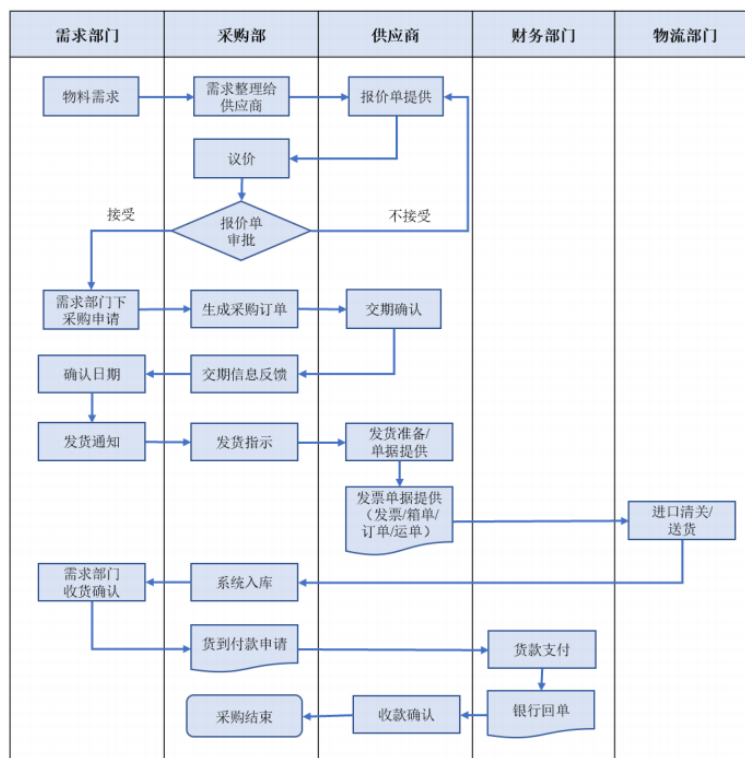 需求部门
采购部
供应商
财务部门
物流部门
物料需求
需求整理给
供应商
报价单提供
议价
接受
报价单
审批
不接受
需求部门下
采购申请
生成采购订单
交期确认
确认日期
交期信息反馈
发货通知
发货指示
发货准备/
单据提供
发票单据提供
（发票/箱单/
订单/运单）
进口清关/
送货
需求部门
收货确认
系统入库
货到付款申请
货款支付
采购结束
收款确认
银行回单